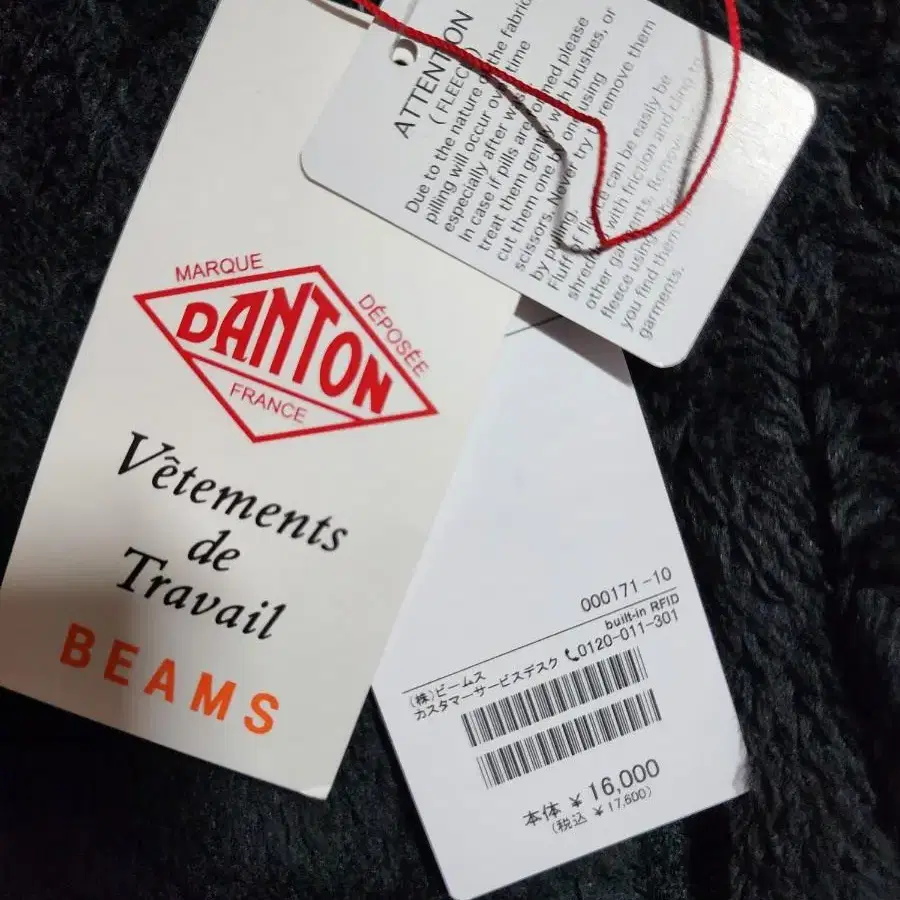 MARQUE
DÉPOSÉE
DANTON
FRANCE
Vêtements
de
Travail
BEAMS
ATTENTION
(FLEECE)
Due to the nature of the fabric
pilling will occur over time
especially after
In case if pills are formed please
treat them gently with brushes, or
cut them one by one using
scissors. Never try to remove them
by pulling.
Fluff of fleece can be easily be
shred with friction and cling to
other garments. Remove
fleece using
you find them
garments.
000171-10
built-in RFID
(株)ビームス
カスタマーサービスデスク 0120-011-301
本体 ¥16,000
(税込 ¥17,600)